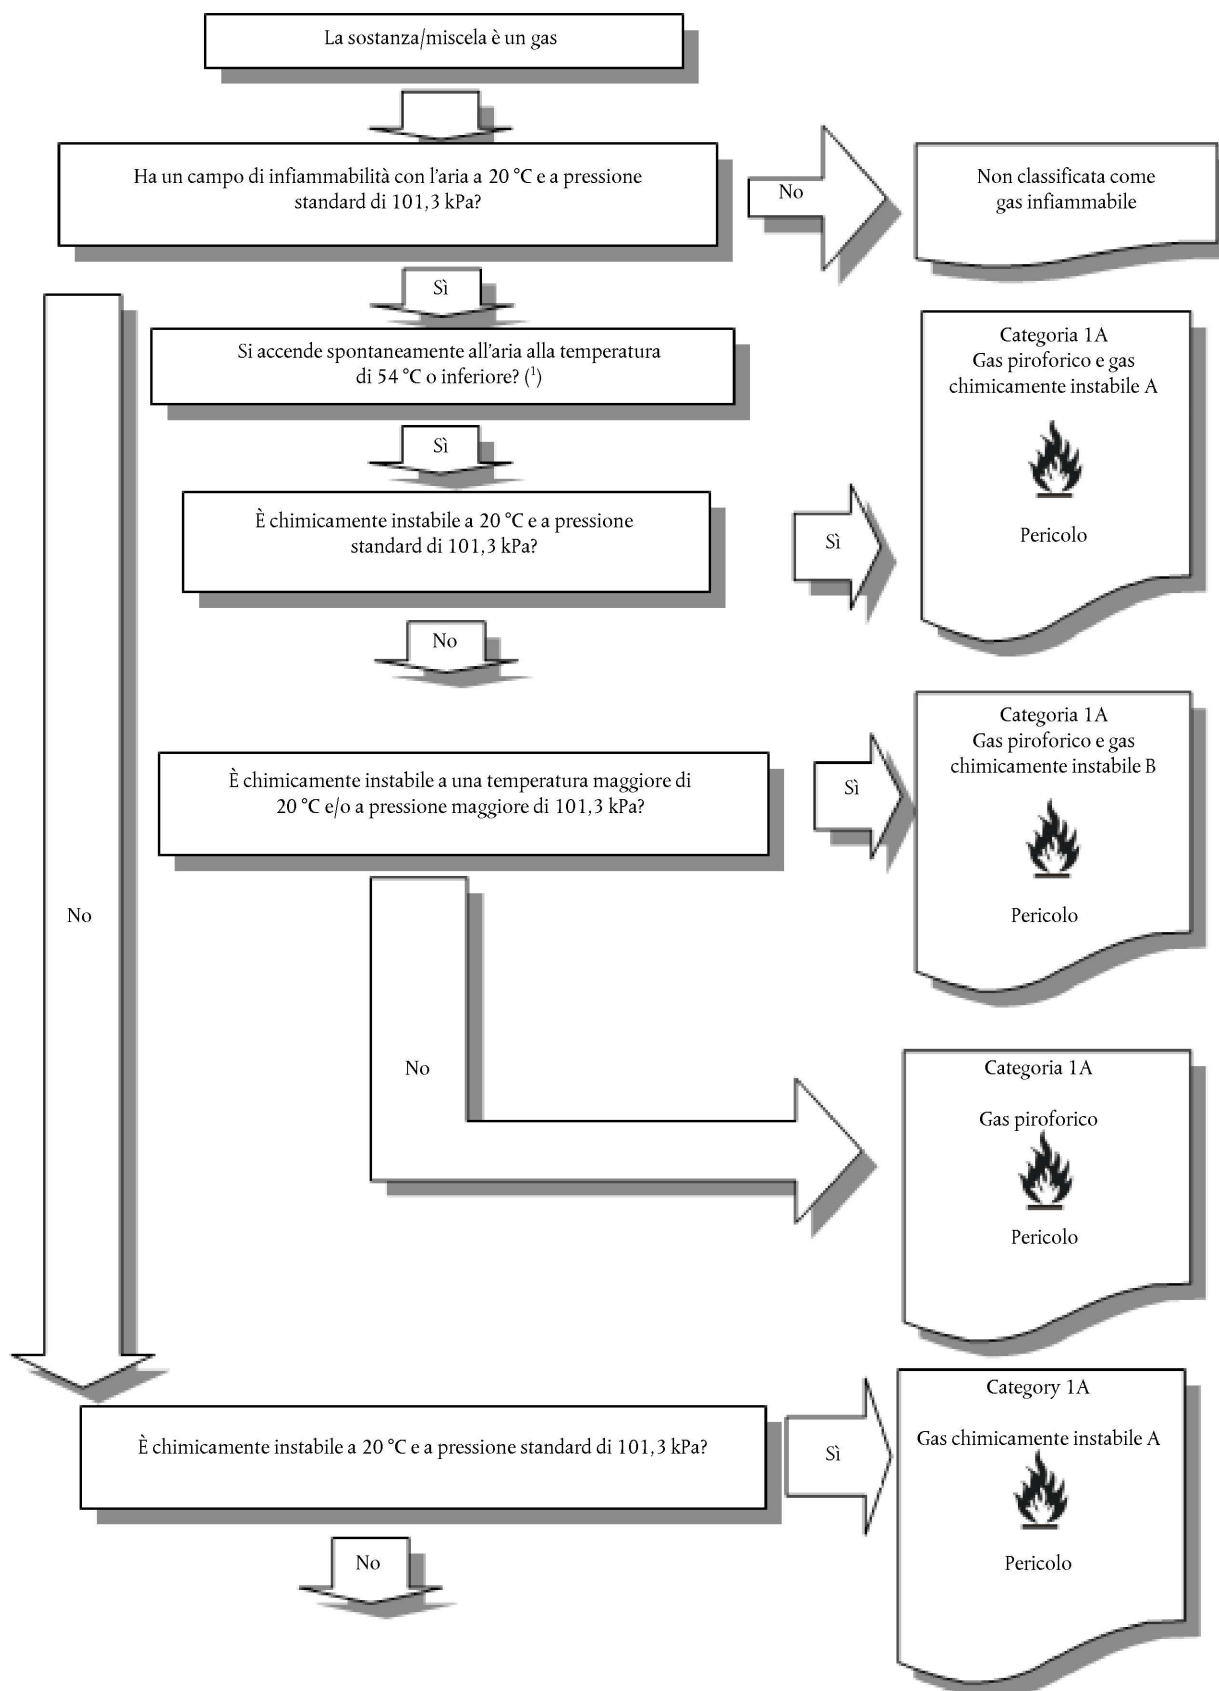 La sostanza/miscela è un gas
Ha un campo di infiammabilità con l'aria a 20 °C e a pressione
standard di 101,3 kPa?
No
Non classificata come
gas infiammabile
Sì
Si accende spontaneamente all'aria alla temperatura
di 54 °C o inferiore? (¹)
Categoria 1A
Gas piroforico e gas
chimicamente instabile A
Pericolo
Sì
È chimicamente instabile a 20 °C e a pressione
standard di 101,3 kPa?
Sì
No
È chimicamente instabile a una temperatura maggiore di
20 °C e/o a pressione maggiore di 101,3 kPa?
Sì
Categoria 1A
Gas piroforico e gas
chimicamente instabile B
Pericolo
No
No
Categoria 1A
Gas piroforico
Pericolo
È chimicamente instabile a 20 °C e a pressione standard di 101,3 kPa?
Sì
Category 1A
Gas chimicamente instabile A
Pericolo
No